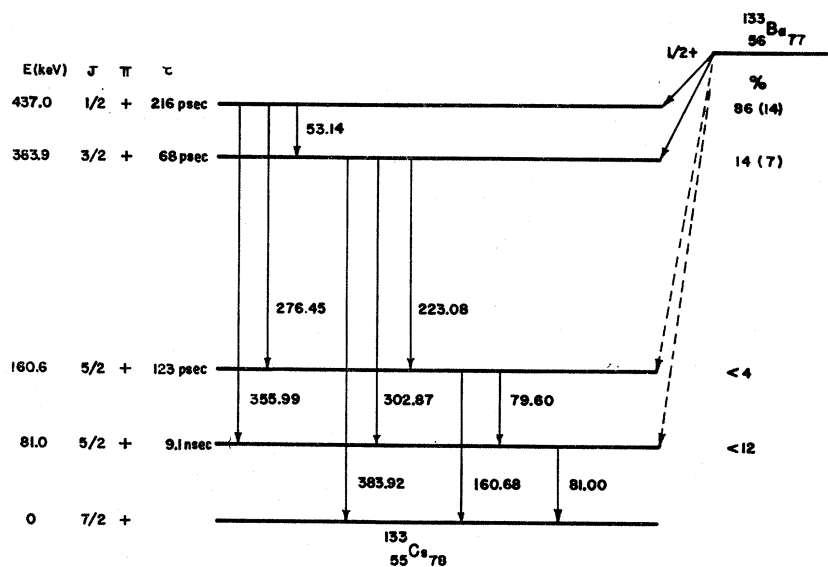 133
56 Ba 77
1/2+
E(keV) J π τ
%
437.0 1/2 + 216 psec
86 (14)
53.14
363.9 3/2 + 68 psec
14 (7)
276.45 223.08
160.6 5/2 + 123 psec
<4
355.99 302.87 79.60
81.0 5/2 + 9.1 nsec
<12
383.92 160.68 81.00
0 7/2 +
133
55 Cs 78